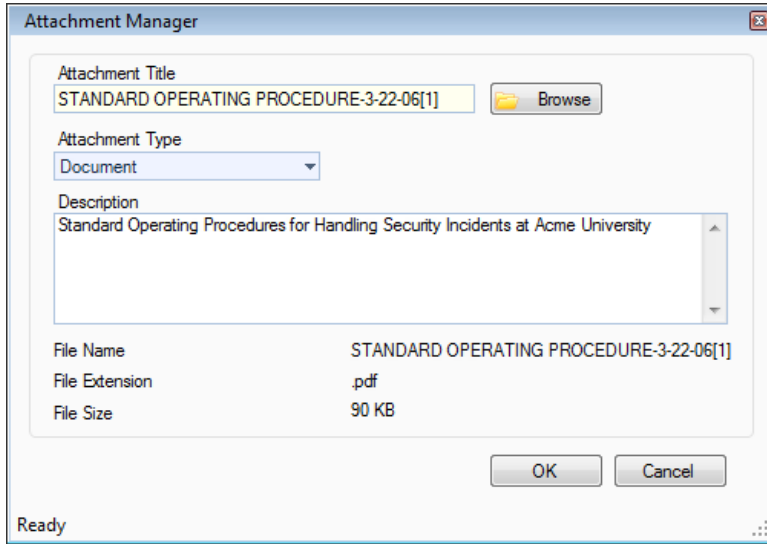 Attachment Manager
Attachment Title
STANDARD OPERATING PROCEDURE-3-22-06[1]
Browse
Attachment Type
Document
Description
Standard Operating Procedures for Handling Security Incidents at Acme University
File Name STANDARD OPERATING PROCEDURE-3-22-06[1]
File Extension .pdf
File Size 90 KB
OK Cancel
Ready